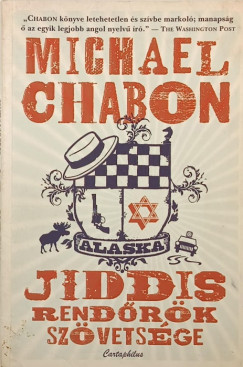 „Chabon könyve letehetetlen és szívbe markoló; manapság
ő az egyik legjobb angol nyelvű író.” – The Washington Post
MICHAEL
CHABON
ALASKA
JIDDIS
RENDŐRÖK
SZÖVETSÉGE
Cartaphilus